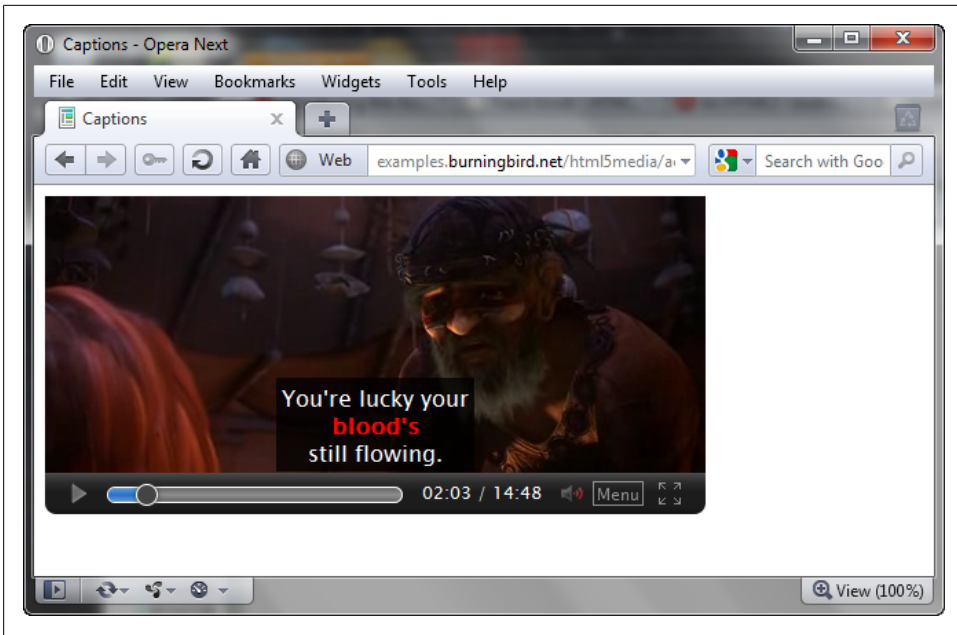 Captions - Opera Next
File Edit View Bookmarks Widgets Tools Help
Captions
Web examples.burningbird.net/html5media/a Search with Goo
You're lucky your
blood's
still flowing.
02:03 / 14:48 Menu
View (100%)